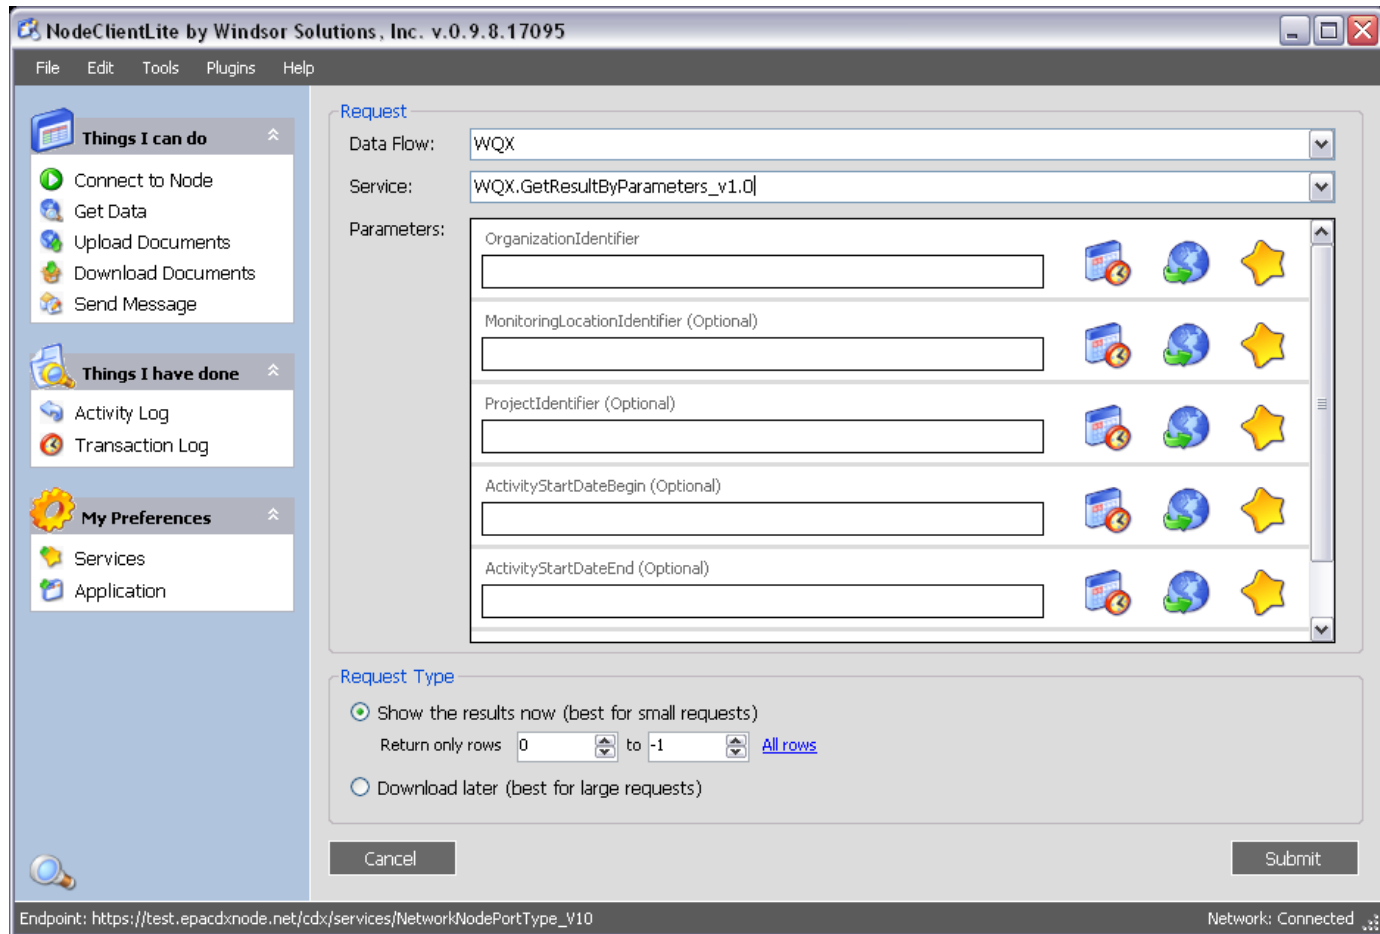 NodeClientLite by Windsor Solutions, Inc. v.0.9.8.17095
File Edit Tools Plugins Help
Things I can do
Connect to Node
Get Data
Upload Documents
Download Documents
Send Message
Things I have done
Activity Log
Transaction Log
My Preferences
Services
Application
Request
Data Flow: WQX
Service: WQX.GetResultByParameters_v1.0
Parameters:
OrganizationIdentifier
MonitoringLocationIdentifier (Optional)
ProjectIdentifier (Optional)
ActivityStartDateBegin (Optional)
ActivityStartDateEnd (Optional)
Request Type
Show the results now (best for small requests)
Return only rows 0 to -1 All rows
Download later (best for large requests)
Cancel Submit
Endpoint: https://test.epacdxnode.net/cdx/services/NetworkNodePortType_V10 Network: Connected